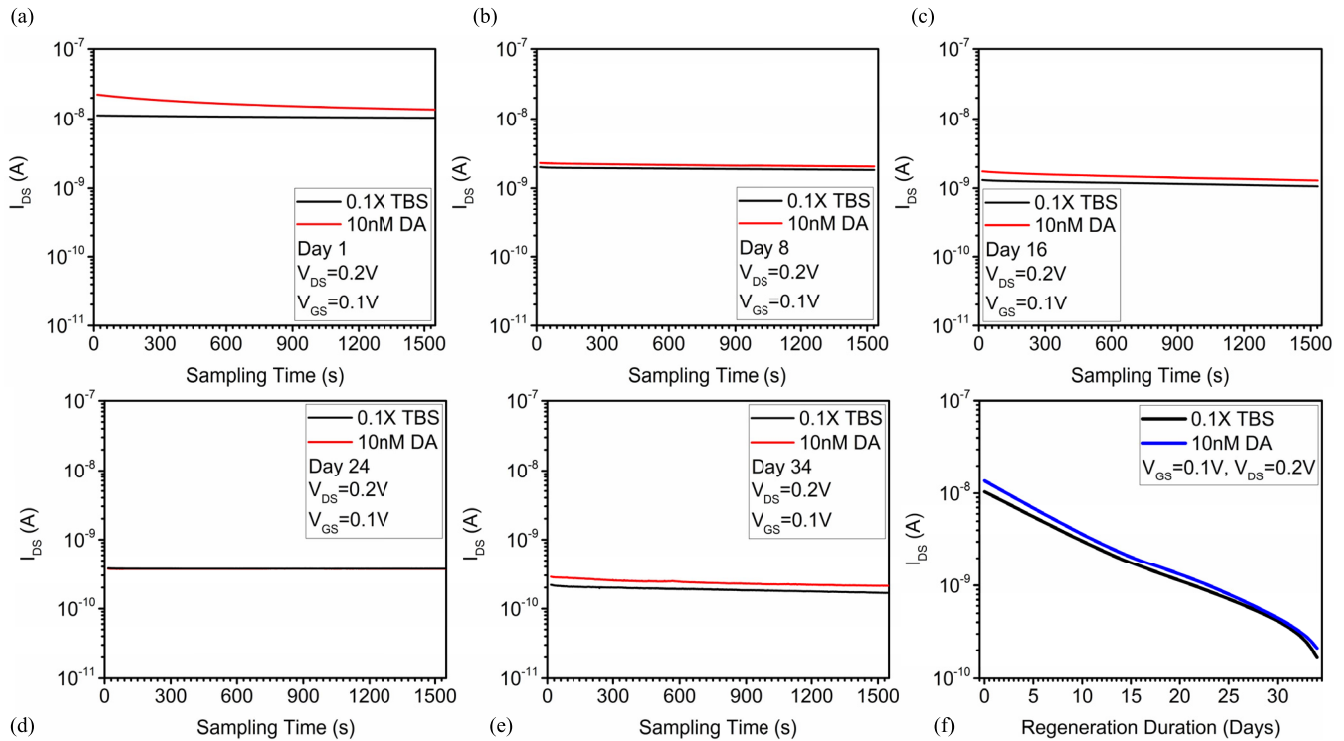 (a)
10⁻⁷
10⁻⁸
10⁻⁹
10⁻¹⁰
10⁻¹¹
I_DS (A)
0.1X TBS
10nM DA
Day 1
V_DS=0.2V
V_GS=0.1V
0 300 600 900 1200 1500
Sampling Time (s)
(b)
10⁻⁷
10⁻⁸
10⁻⁹
10⁻¹⁰
10⁻¹¹
I_DS (A)
0.1X TBS
10nM DA
Day 8
V_DS=0.2V
V_GS=0.1V
0 300 600 900 1200 1500
Sampling Time (s)
(c)
10⁻⁷
10⁻⁸
10⁻⁹
10⁻¹⁰
10⁻¹¹
I_DS (A)
0.1X TBS
10nM DA
Day 16
V_DS=0.2V
V_GS=0.1V
0 300 600 900 1200 1500
Sampling Time (s)
10⁻⁷
10⁻⁸
10⁻⁹
10⁻¹⁰
10⁻¹¹
I_DS (A)
0.1X TBS
10nM DA
Day 24
V_DS=0.2V
V_GS=0.1V
0 300 600 900 1200 1500
(d)
Sampling Time (s)
10⁻⁷
10⁻⁸
10⁻⁹
10⁻¹⁰
10⁻¹¹
I_DS (A)
0.1X TBS
10nM DA
Day 34
V_DS=0.2V
V_GS=0.1V
0 300 600 900 1200 1500
(e)
Sampling Time (s)
10⁻⁷
10⁻⁸
10⁻⁹
10⁻¹⁰
I_DS (A)
0.1X TBS
10nM DA
V_GS=0.1V, V_DS=0.2V
0 5 10 15 20 25 30
(f)
Regeneration Duration (Days)